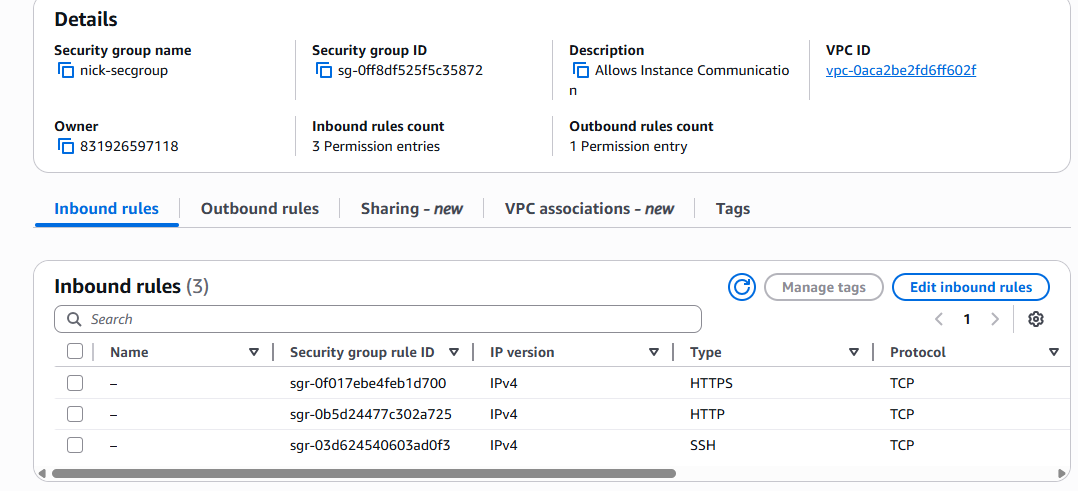 Details
Security group name
nick-secgroup
Security group ID
sg-0ff8df525f5c35872
Description
Allows Instance Communicatio
n
VPC ID
vpc-0aca2be2fd6ff602f
Owner
831926597118
Inbound rules count
3 Permission entries
Outbound rules count
1 Permission entry
Inbound rules
Outbound rules
Sharing - new
VPC associations - new
Tags
Inbound rules (3)
Manage tags
Edit inbound rules
Search
1
Name Security group rule ID IP version Type Protocol
– sgr-0f017ebe4feb1d700 IPv4 HTTPS TCP
– sgr-0b5d24477c302a725 IPv4 HTTP TCP
– sgr-03d624540603ad0f3 IPv4 SSH TCP